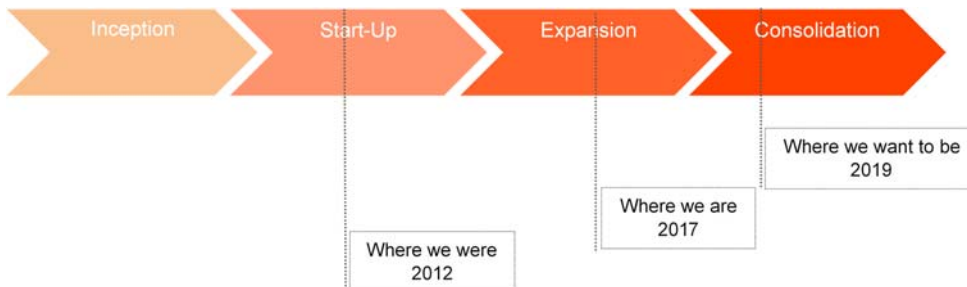 Inception
Start-Up
Expansion
Consolidation
Where we want to be
2019
Where we are
2017
Where we were
2012